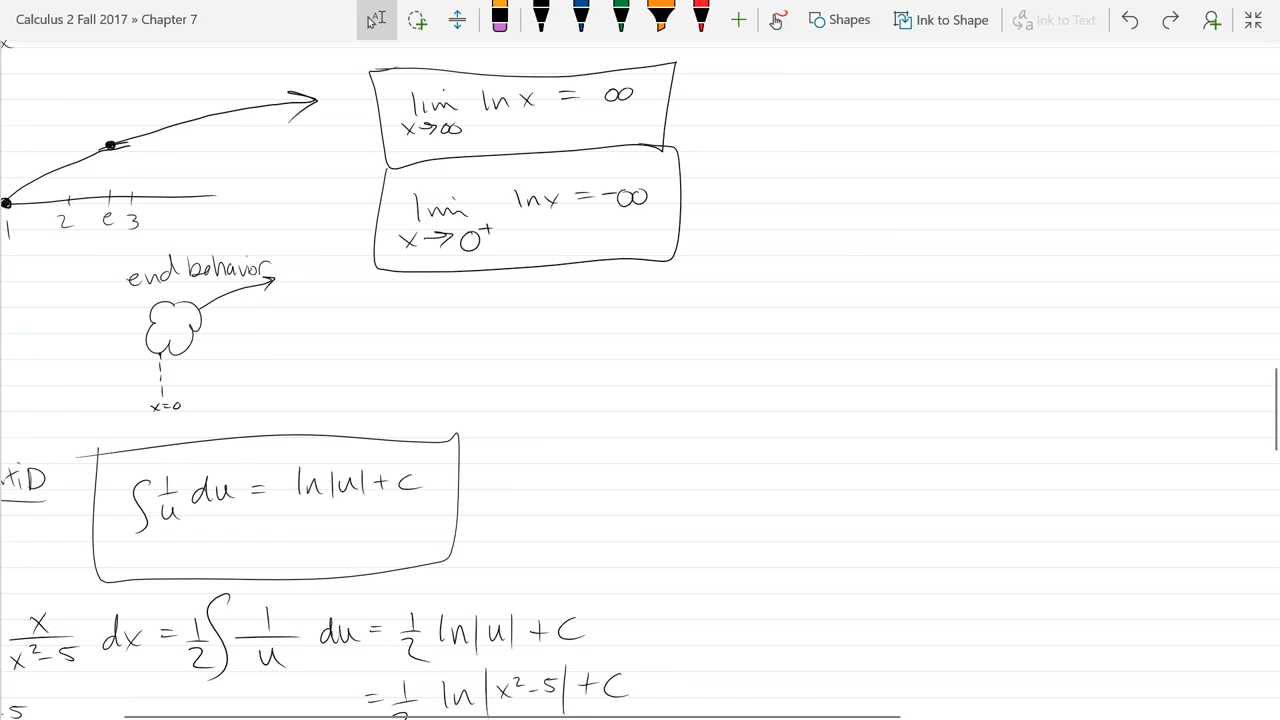 Calculus 2 Fall 2017 » Chapter 7
Shapes
Ink to Shape
Ink to Text
x
lim ln x = ∞
x→∞
lim ln x = -∞
x→0⁺
1 2 e 3
end behavior
x=0
tiD
∫ 1/u du = ln|u| + C
x/(x²-5) dx = 1/2 ∫ 1/u du = 1/2 ln|u| + C
= 1/2 ln|x²-5| + C
-5